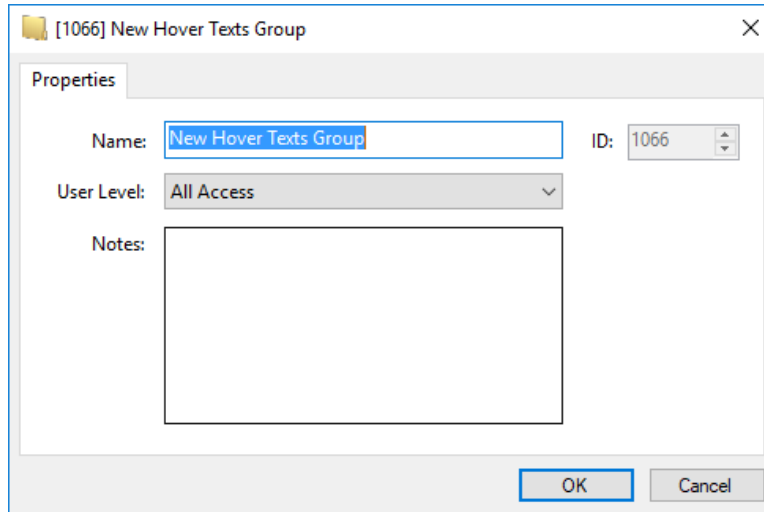 [1066] New Hover Texts Group
Properties
Name: New Hover Texts Group ID: 1066
User Level: All Access
Notes:
OK Cancel